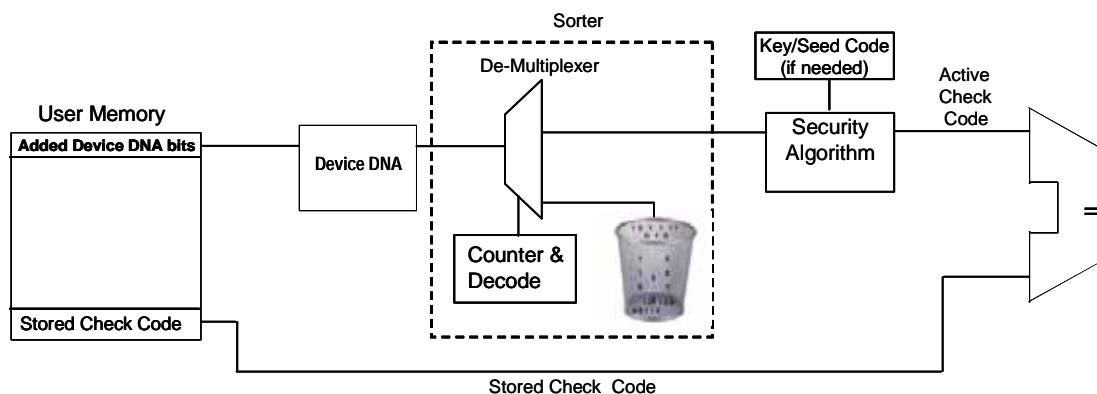 Sorter
De-Multiplexer
Key/Seed Code
(if needed)
Active
Check
Code
User Memory
Added Device DNA bits
Device DNA
Security
Algorithm
=
Counter &
Decode
Stored Check Code
Stored Check Code